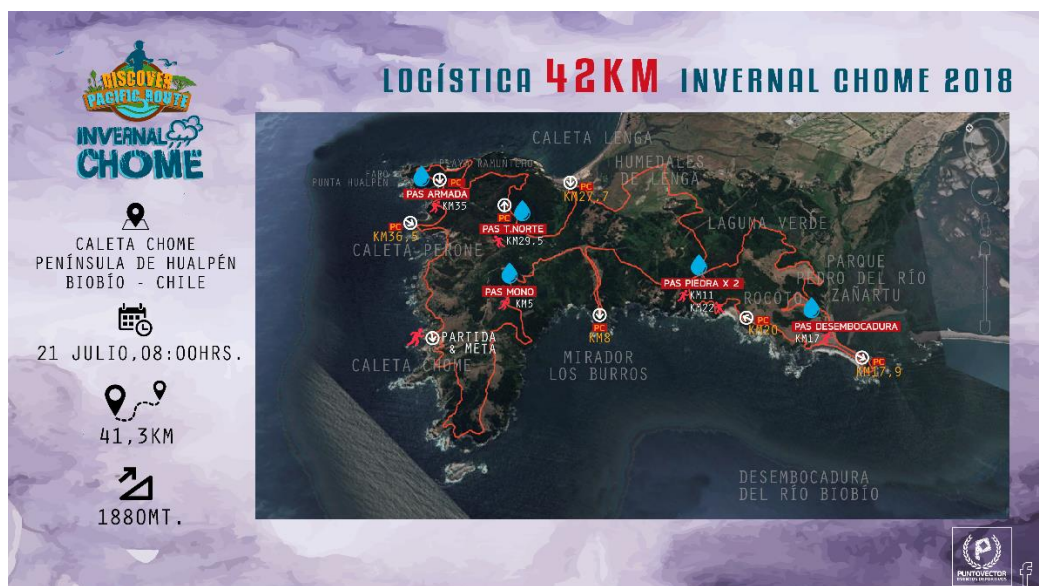 DISCOVER
PACIFIC ROUTE
INVERNAL
CHOME
CALETA CHOME
PENÍNSULA DE HUALPÉN
BIOBÍO - CHILE
21 JULIO,08:00HRS.
41,3KM
1880MT.
LOGÍSTICA 42KM INVERNAL CHOME 2018
CALETA LENGA
HUMEDALES
DE LENGA
PLAYA RAMUÑTERO
FARO
PUNTA HUALPÉN
PC
PAS ARMADA
KM35
PC
KM27,7
PC
KM36,5
CALETA PERONE
PC
PAS T.NORTE
KM29.5
LAGUNA VERDE
PARQUE
PEDRO DEL RÍO
ZAÑARTU
PAS MONO
KM5
PAS PIEDRA X 2
KM11
KM22
ROCOTO
PC
KM20
PAS DESEMBOCADURA
KM17
PC
KM17,9
PC
KM8
MIRADOR
LOS BURROS
PARTIDA
& META
CALETA CHOME
DESEMBOCADURA
DEL RÍO BIOBÍO
PUNTOVECTOR